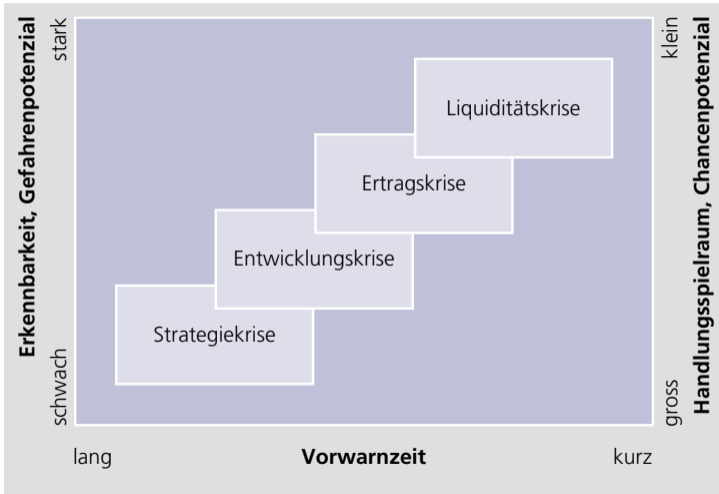 Erkennbarkeit, Gefahrenpotenzial
stark
schwach
Liquiditätskrise
Ertragskrise
Entwicklungskrise
Strategiekrise
klein
gross
Handlungsspielraum, Chancenpotenzial
lang
Vorwarnzeit
kurz